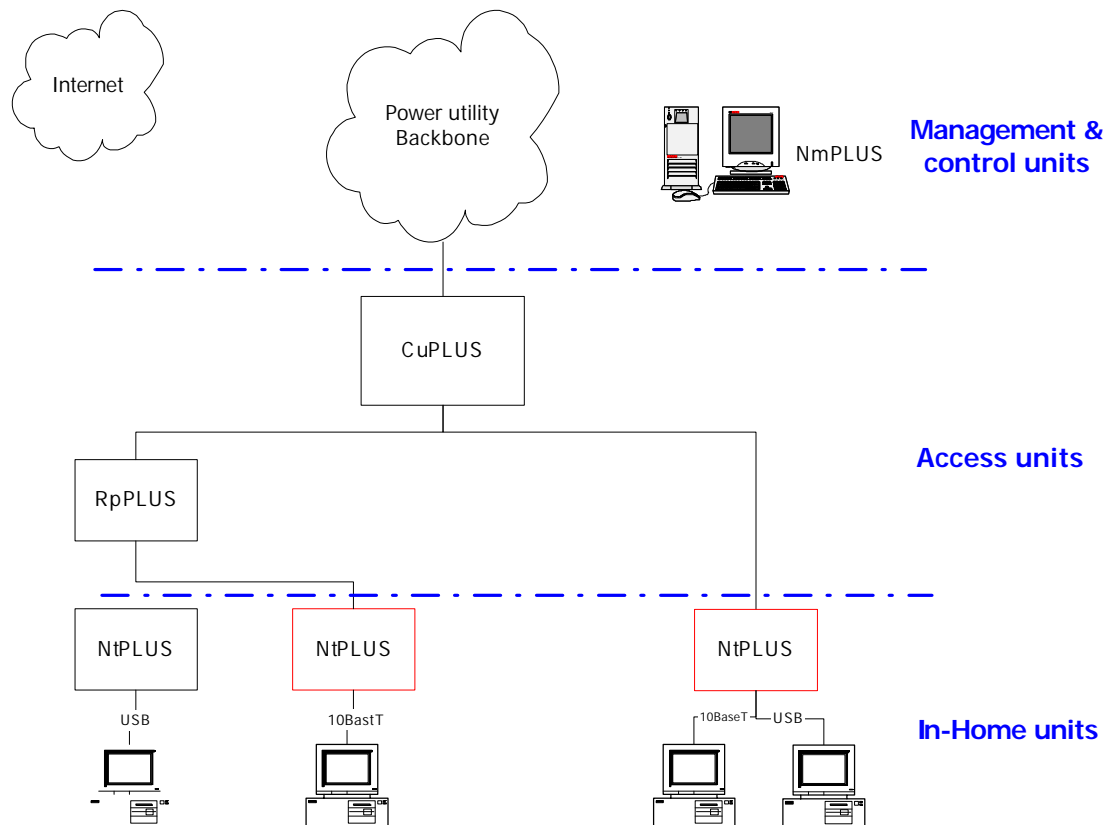 Internet
Power utility
Backbone
NmPLUS
Management &
control units
CuPLUS
Access units
RpPLUS
NtPLUS
NtPLUS
NtPLUS
USB
10BastT
10BaseT
USB
In-Home units